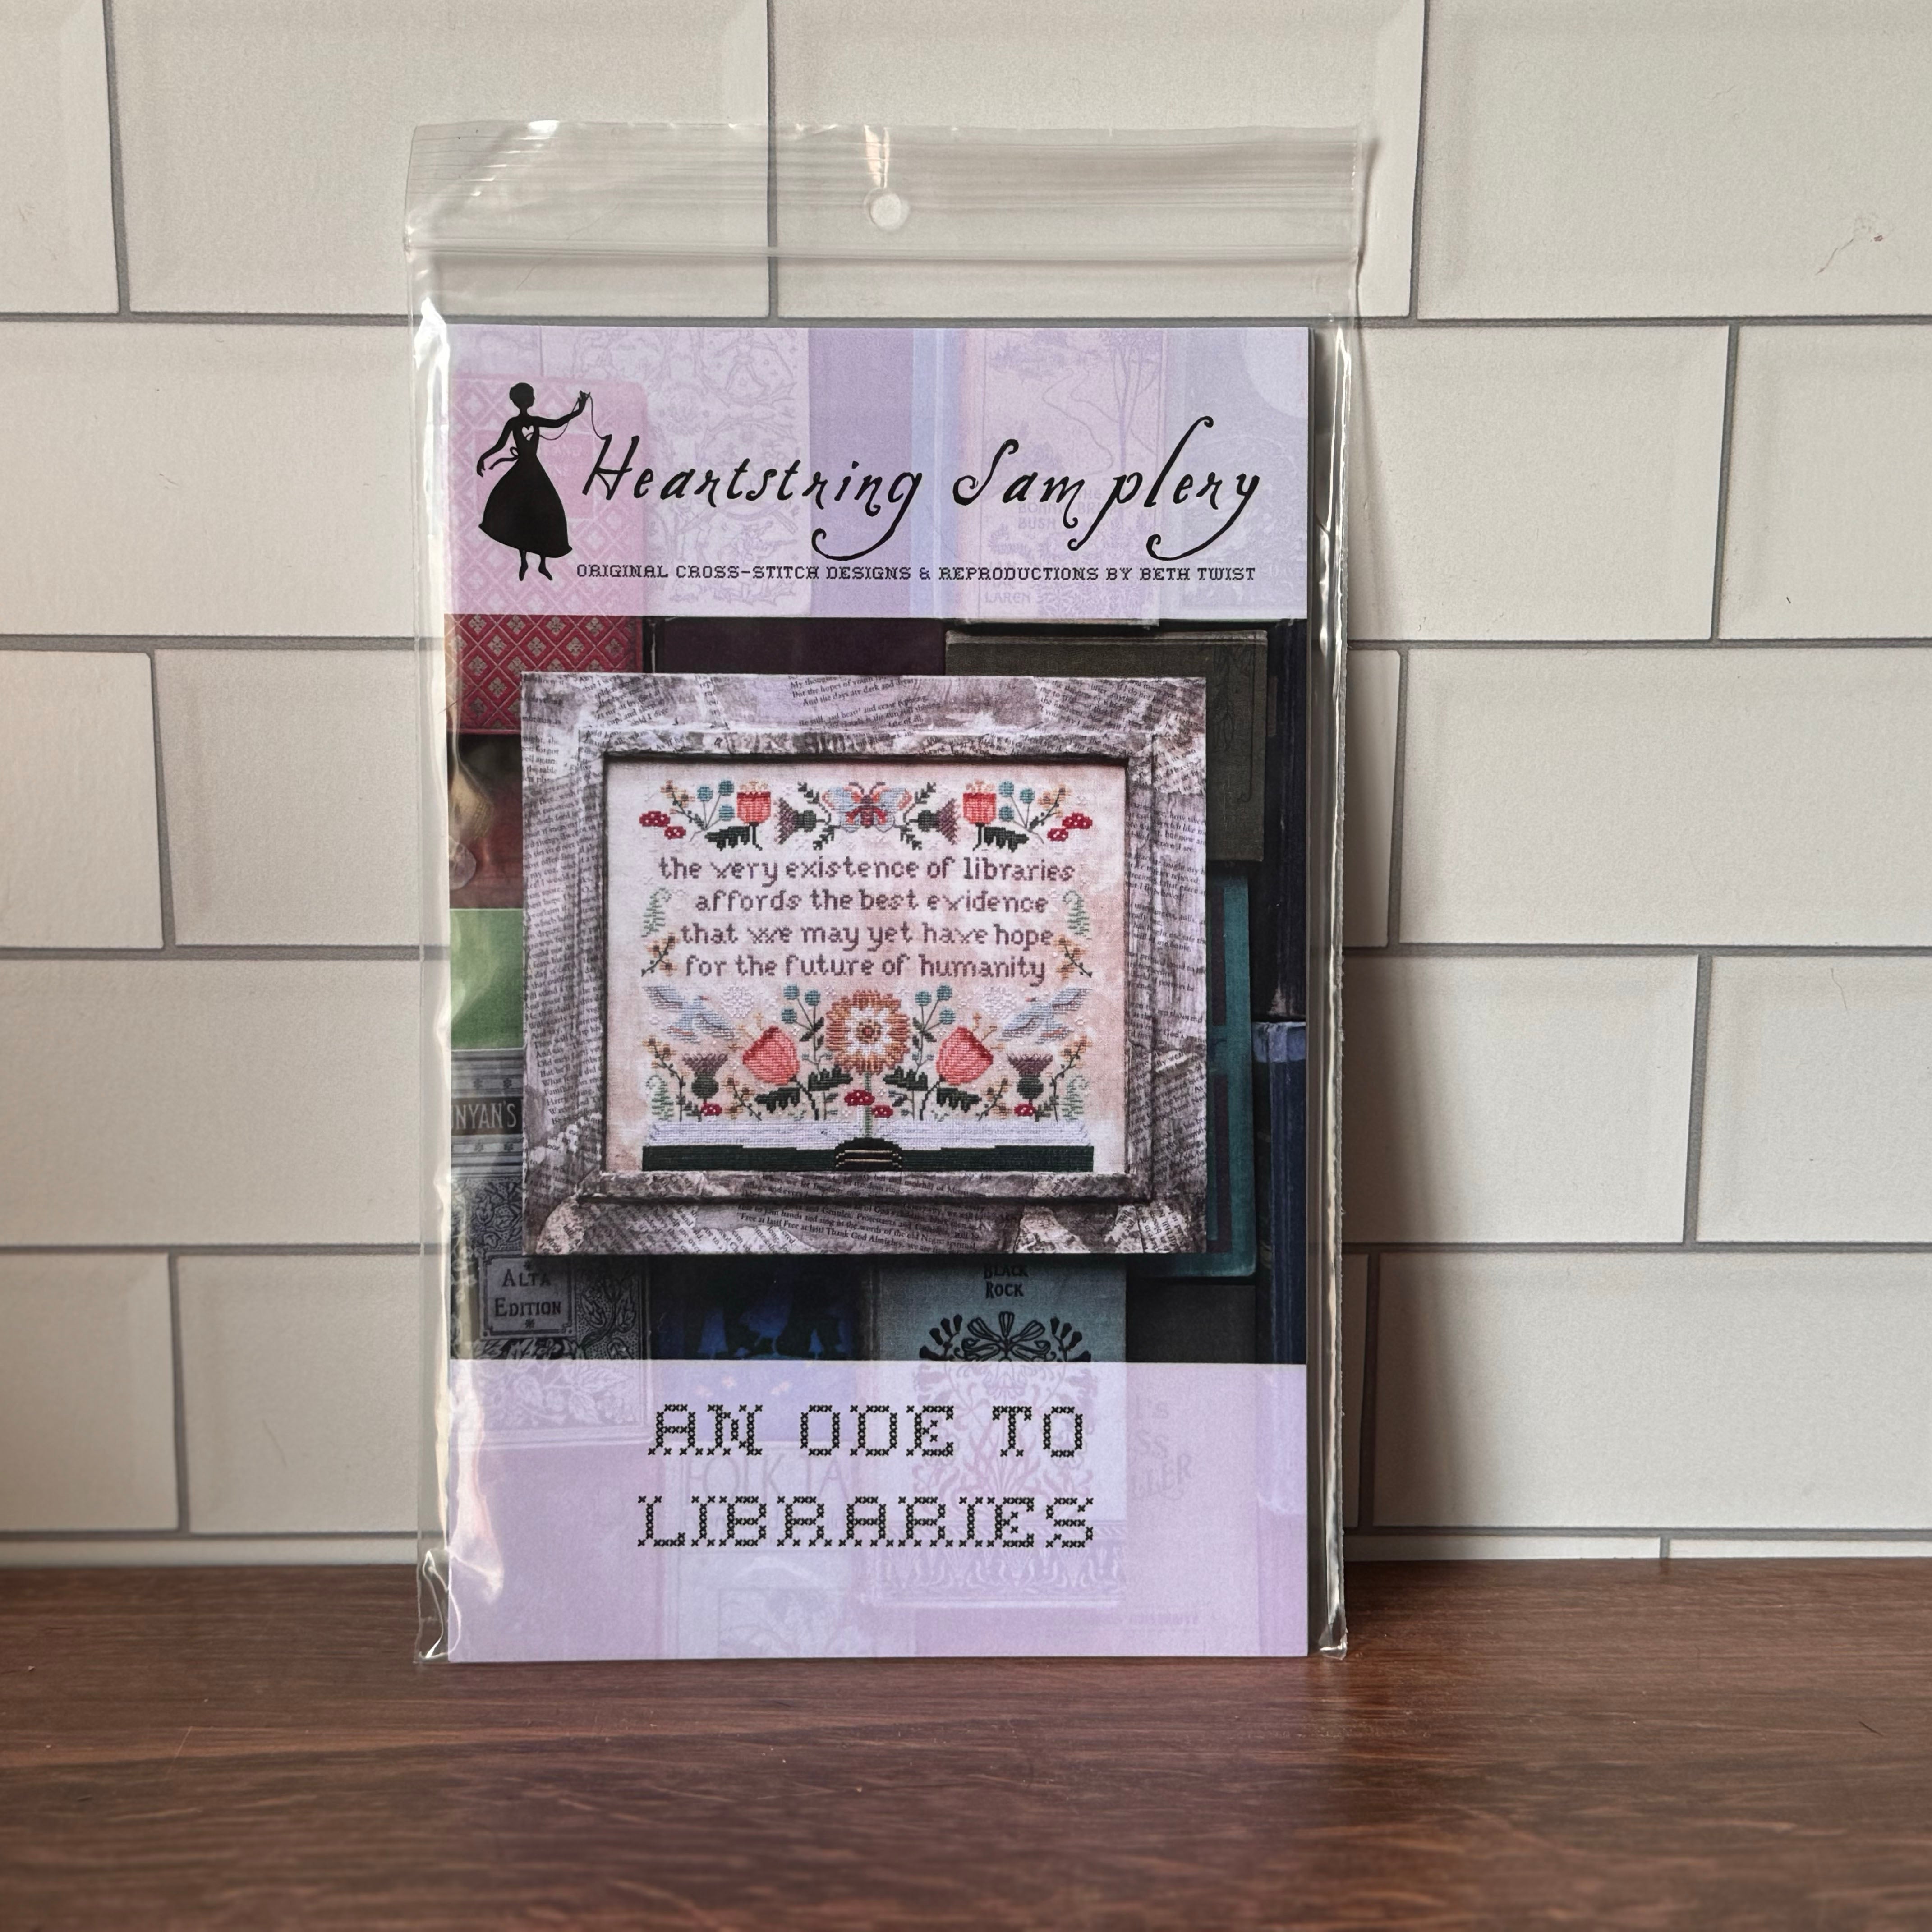 Heartstring Samplery
ORIGINAL CROSS-STITCH DESIGNS & REPRODUCTIONS BY BETH TWIST
the very existence of libraries
affords the best evidence
that we may yet have hope
for the future of humanity
NYAN'S
ALTA
EDITION
BLACK
ROCK
AN ODE TO
LIBRARIES